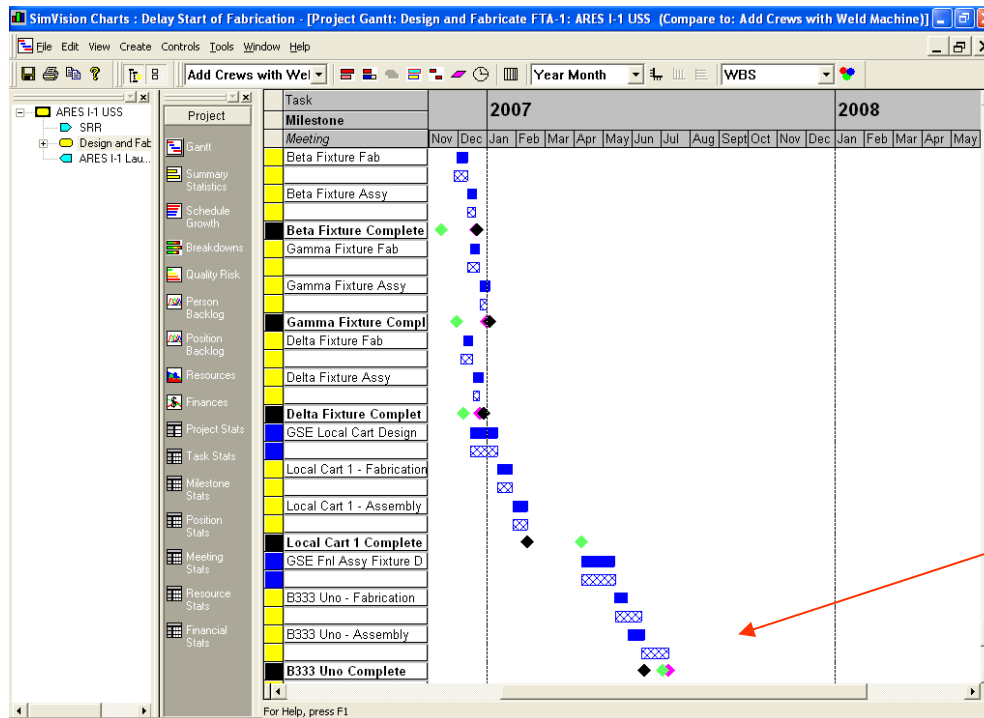 SimVision Charts : Delay Start of Fabrication - [Project Gantt: Design and Fabricate FTA-1: ARES I-1 USS (Compare to: Add Crews with Weld Machine)]
File Edit View Create Controls Tools Window Help
Add Crews with Wel Year Month WBS
ARES I-1 USS
SRR
Design and Fab
ARES I-1 Lau...
Project
Gantt
Summary
Statistics
Schedule
Growth
Breakdowns
Quality Risk
Person
Backlog
Position
Backlog
Resources
Finances
Project Stats
Task Stats
Milestone
Stats
Position
Stats
Meeting
Stats
Resource
Stats
Financial
Stats
Task
Milestone
Meeting
2007 2008
Nov Dec Jan Feb Mar Apr May Jun Jul Aug Sept Oct Nov Dec Jan Feb Mar Apr May
Beta Fixture Fab
Beta Fixture Assy
Beta Fixture Complete
Gamma Fixture Fab
Gamma Fixture Assy
Gamma Fixture Compl
Delta Fixture Fab
Delta Fixture Assy
Delta Fixture Complet
GSE Local Cart Design
Local Cart 1 - Fabrication
Local Cart 1 - Assembly
Local Cart 1 Complete
GSE Fnl Assy Fixture D
B333 Uno - Fabrication
B333 Uno - Assembly
B333 Uno Complete
For Help, press F1